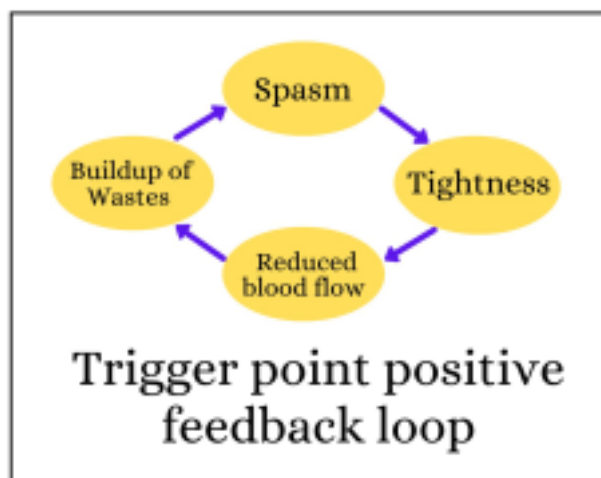 Spasm
Tightness
Reduced
blood flow
Buildup of
Wastes
Trigger point positive
feedback loop